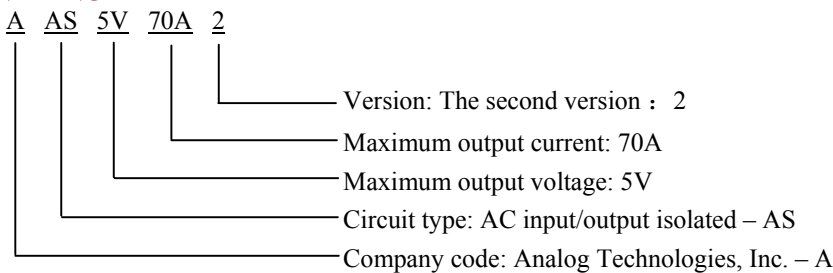 A AS 5V 70A 2
Version: The second version ：2
Maximum output current: 70A
Maximum output voltage: 5V
Circuit type: AC input/output isolated – AS
Company code: Analog Technologies, Inc. – A